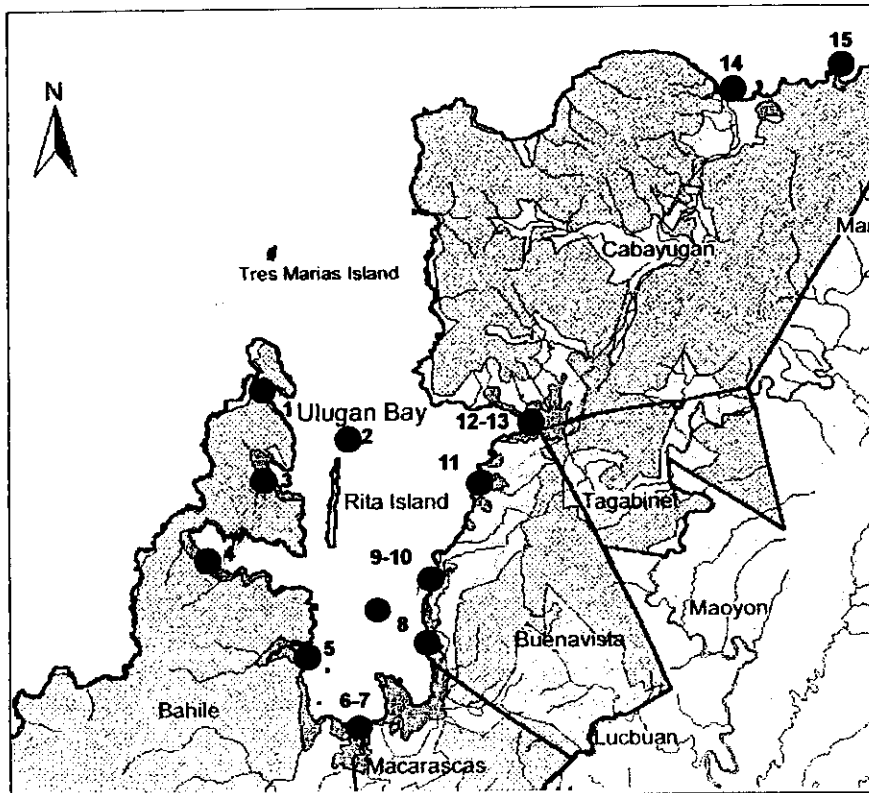 15
14
N
Mar
Cabayugan
Tres Marias Island
1
Ulugan Bay
12-13
2
11
3
Rita Island
Tagabinet
9-10
4
Maoyon
8
Buenavista
5
6-7
Bahile
Lucbuan
Macarascas